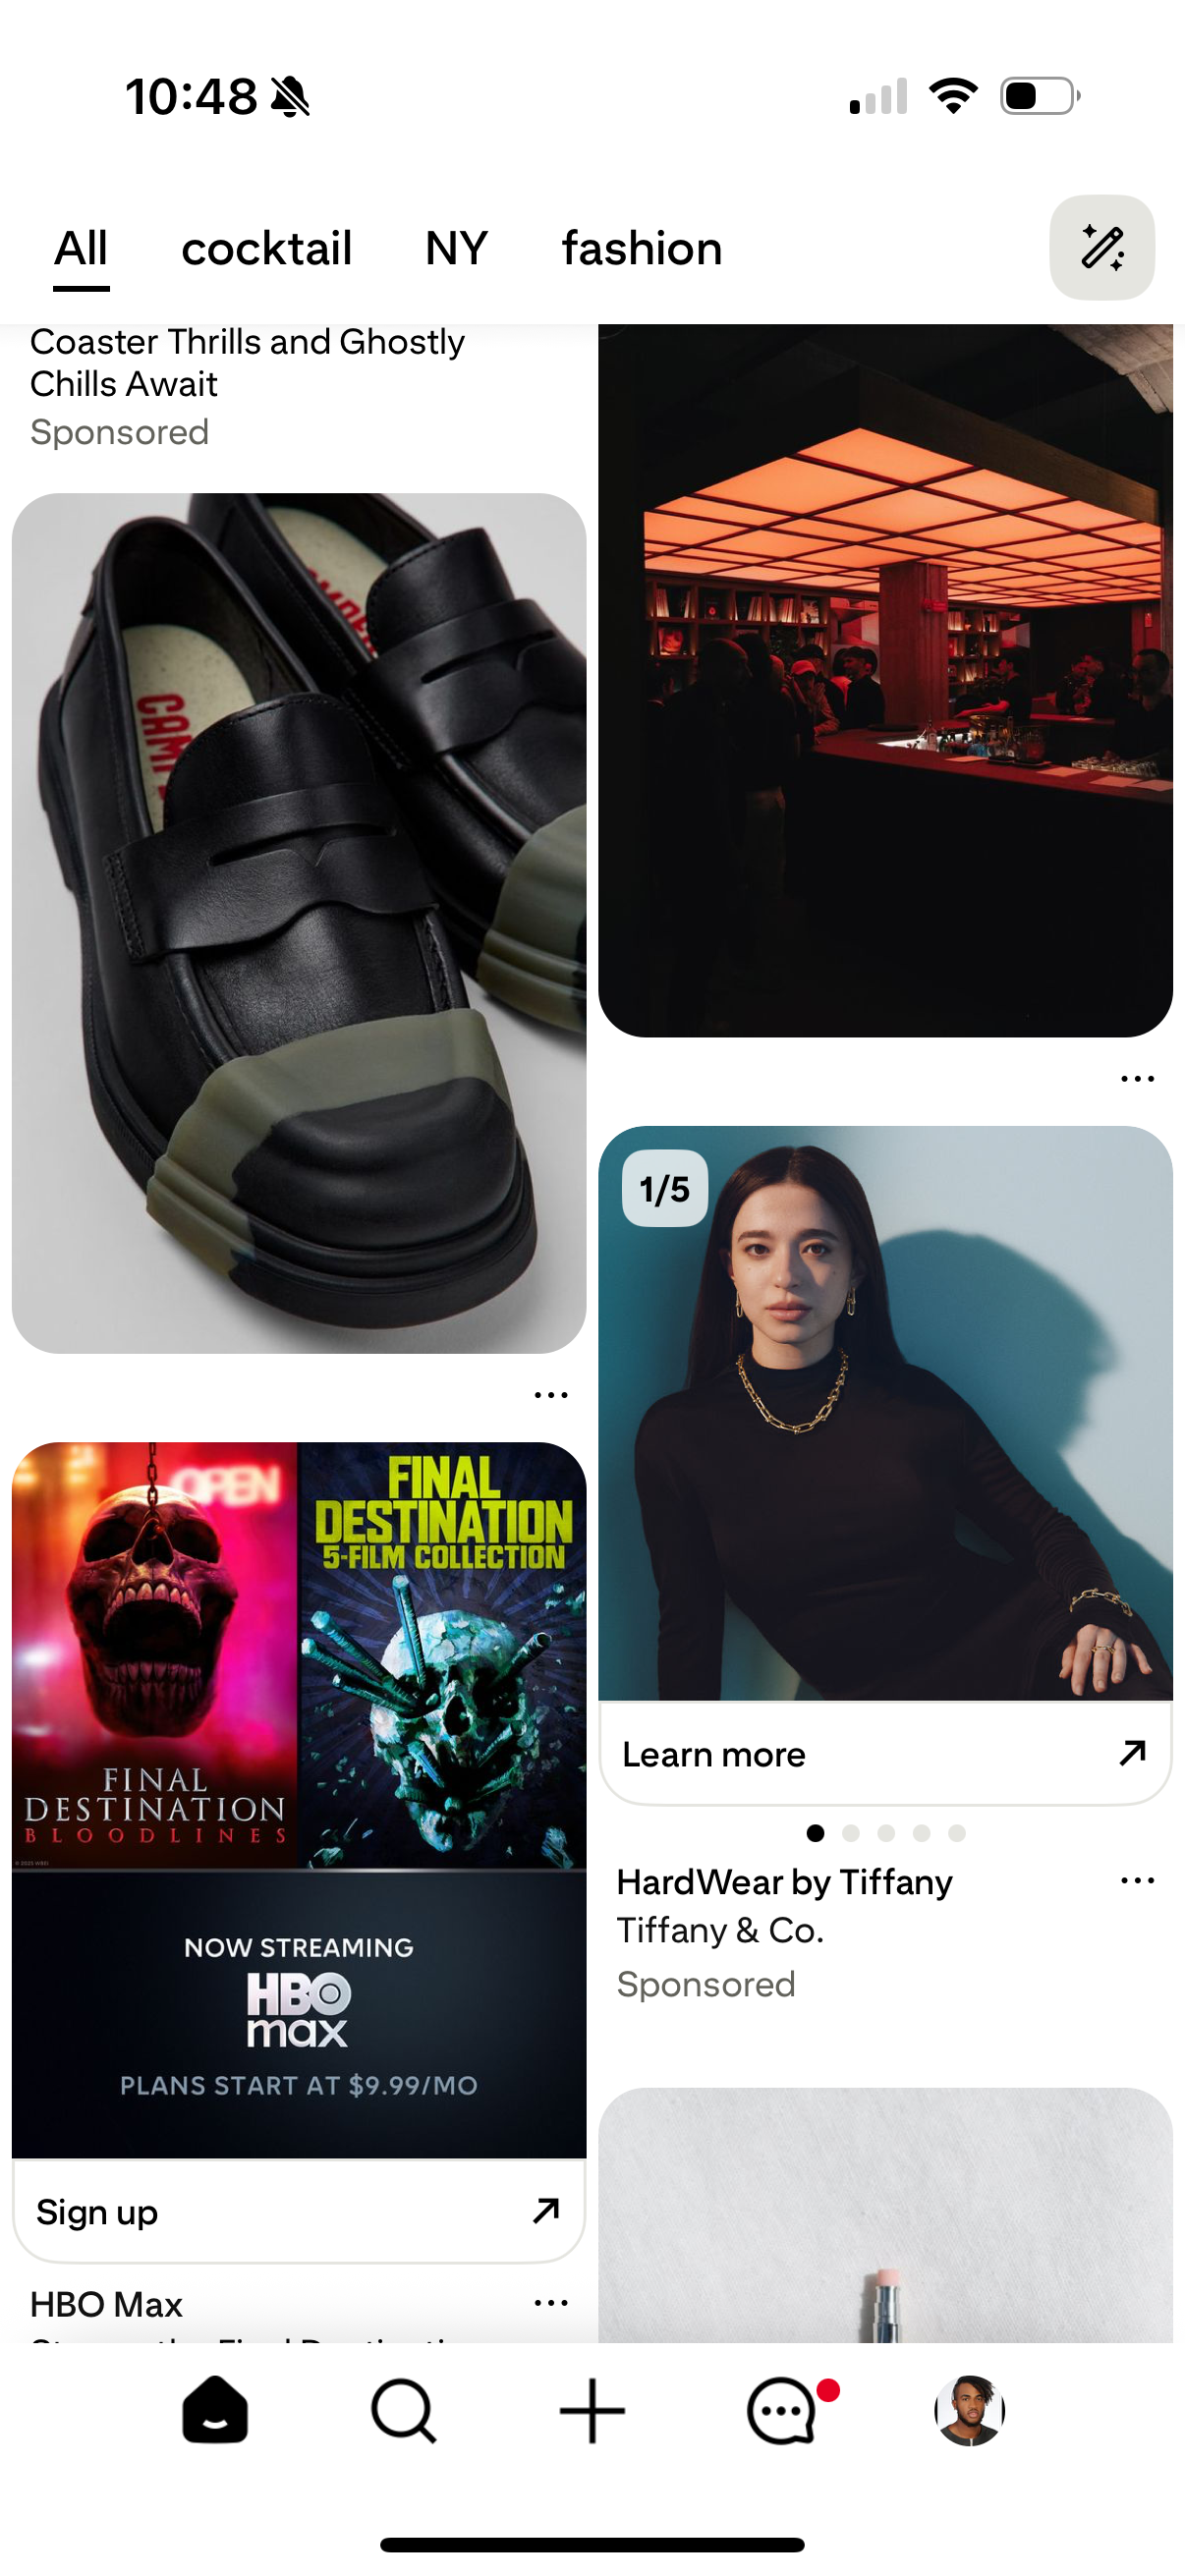 10:48
All
cocktail
NY
fashion
Coaster Thrills and Ghostly
Chills Await
Sponsored
OPEN
FINAL
DESTINATION
BLOODLINES
FINAL
DESTINATION
5-FILM COLLECTION
NOW STREAMING
HBO
max
PLANS START AT $9.99/MO
Sign up
HBO Max
1/5
Learn more
HardWear by Tiffany
Tiffany & Co.
Sponsored